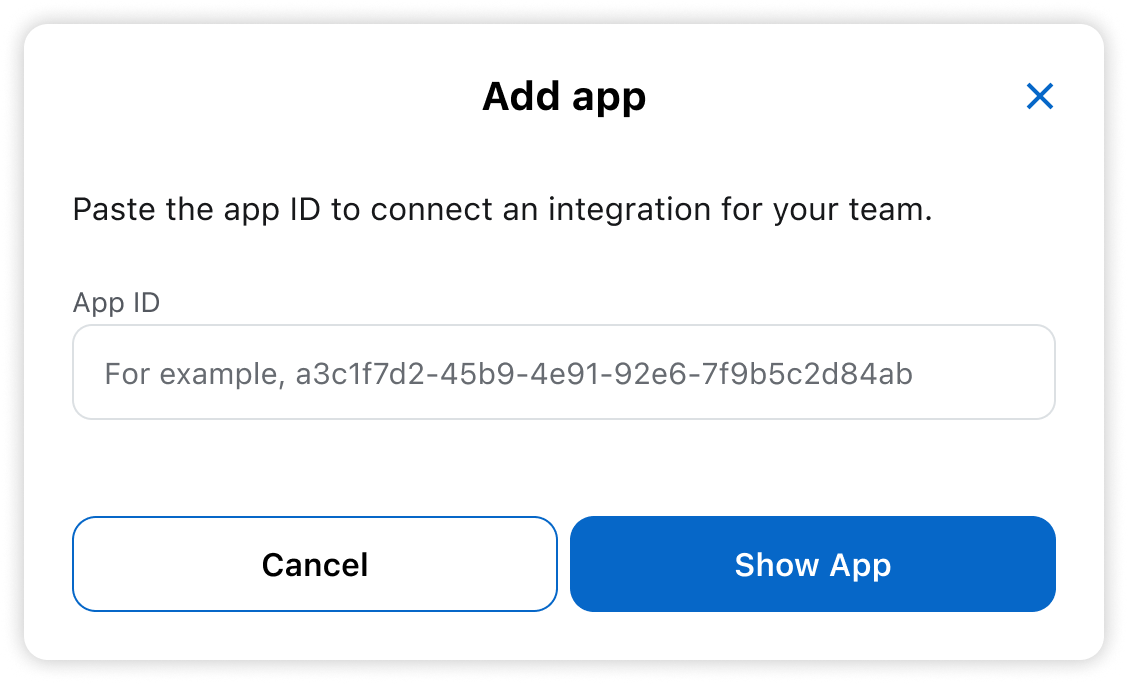 Add app
Paste the app ID to connect an integration for your team.
App ID
For example, a3c1f7d2-45b9-4e91-92e6-7f9b5c2d84ab
Cancel
Show App